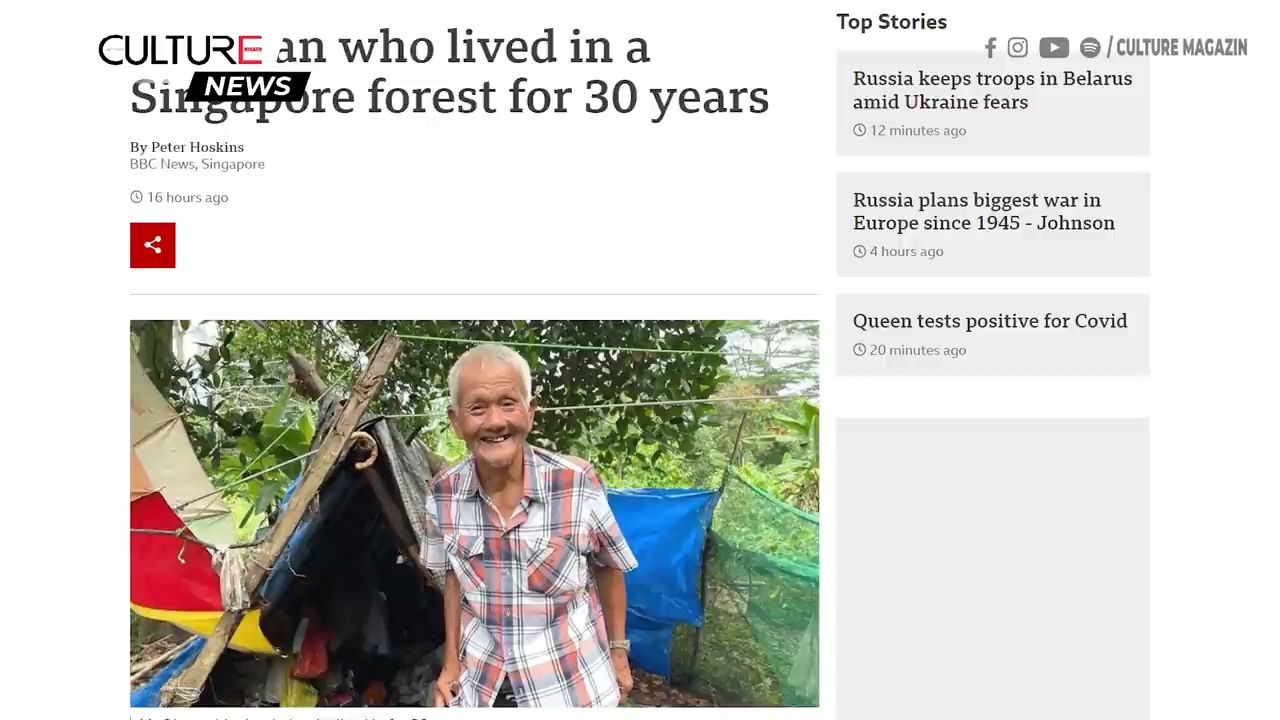 CULTURE
NEWS
an who lived in a
Singapore forest for 30 years
By Peter Hoskins
BBC News, Singapore
16 hours ago
Top Stories
/ CULTURE MAGAZIN
Russia keeps troops in Belarus
amid Ukraine fears
12 minutes ago
Russia plans biggest war in
Europe since 1945 - Johnson
4 hours ago
Queen tests positive for Covid
20 minutes ago